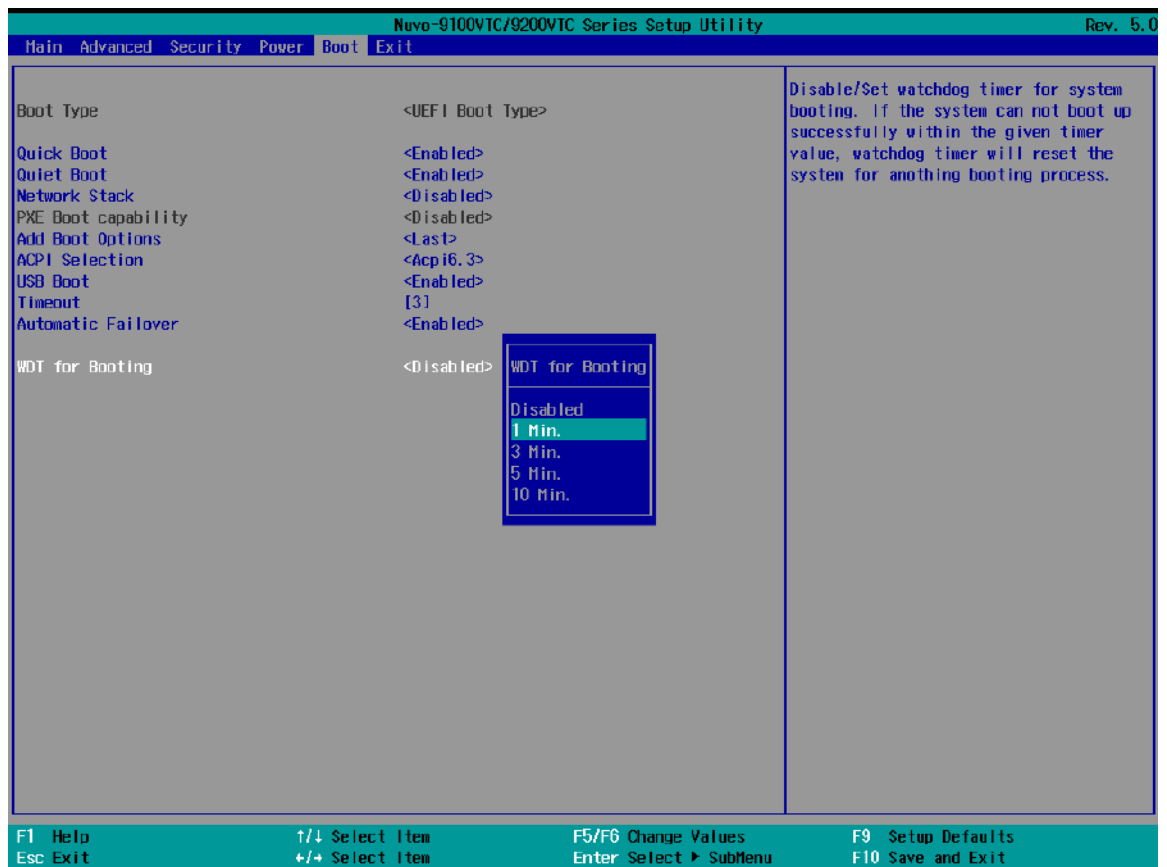 Nuvo-9100VTC/9200VTC Series Setup Utility Rev. 5.0
Main Advanced Security Power Boot Exit
Boot Type <UEFI Boot Type>
Quick Boot <Enabled>
Quiet Boot <Enabled>
Network Stack <Disabled>
PXE Boot capability <Disabled>
Add Boot Options <Last>
ACPI Selection <Acpi6.3>
USB Boot <Enabled>
Timeout [3]
Automatic Failover <Enabled>
WDT for Booting <Disabled>
WDT for Booting
Disabled
1 Min.
3 Min.
5 Min.
10 Min.
Disable/Set watchdog timer for system
booting. If the system can not boot up
successfully within the given timer
value, watchdog timer will reset the
system for anothing booting process.
F1 Help ↑/↓ Select Item F5/F6 Change Values F9 Setup Defaults
Esc Exit ←/→ Select Item Enter Select ▶ SubMenu F10 Save and Exit